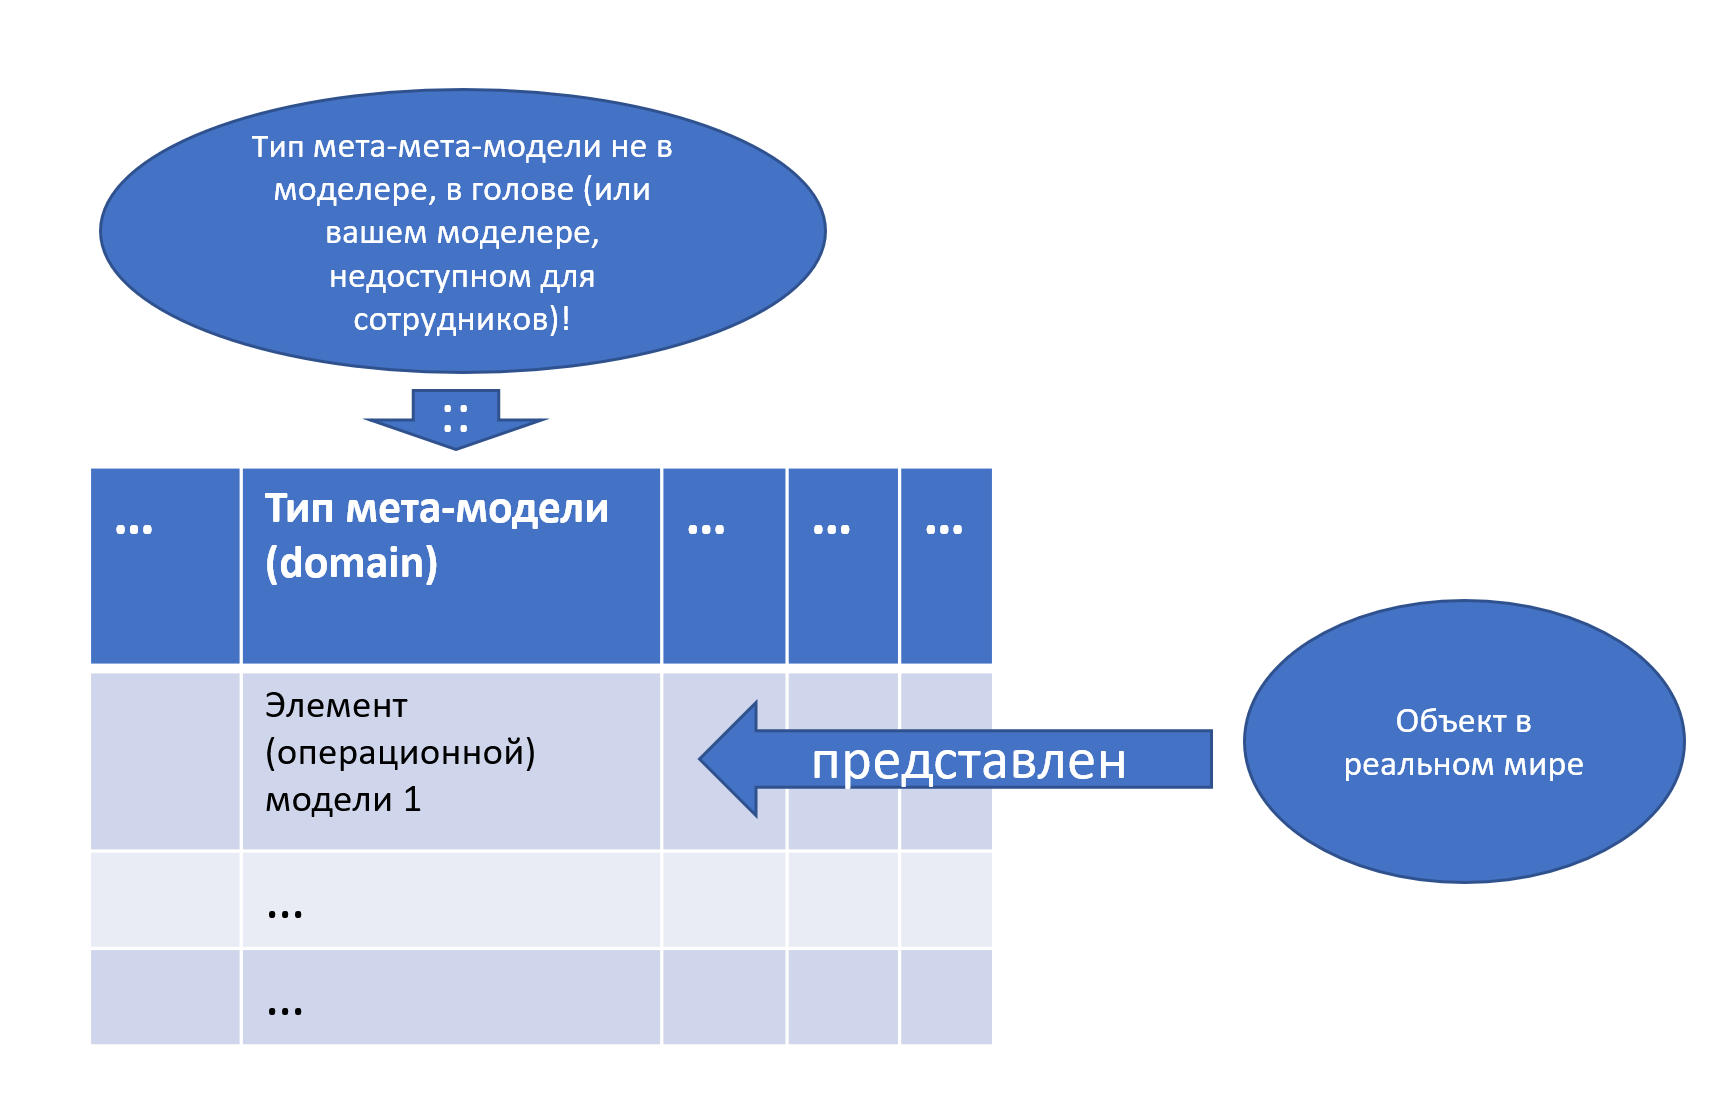 Тип мета-мета-модели не в
моделере, в голове (или
вашем моделере,
недоступном для
сотрудников)!
::
...
Тип мета-модели
(domain)
...
...
...
Элемент
(операционной)
модели 1
представлен
Объект в
реальном мире
...
...